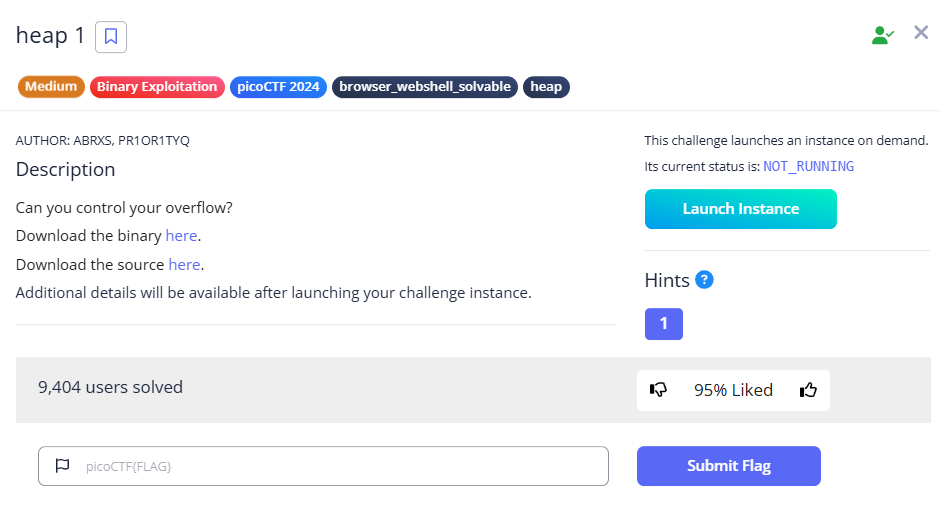 heap 1
Medium Binary Exploitation picoCTF 2024 browser_webshell_solvable heap
AUTHOR: ABRXS, PR1OR1TYQ
Description
Can you control your overflow?
Download the binary here.
Download the source here.
Additional details will be available after launching your challenge instance.
This challenge launches an instance on demand.
Its current status is: NOT_RUNNING
Launch Instance
Hints ?
1
9,404 users solved
95% Liked
picoCTF{FLAG}
Submit Flag